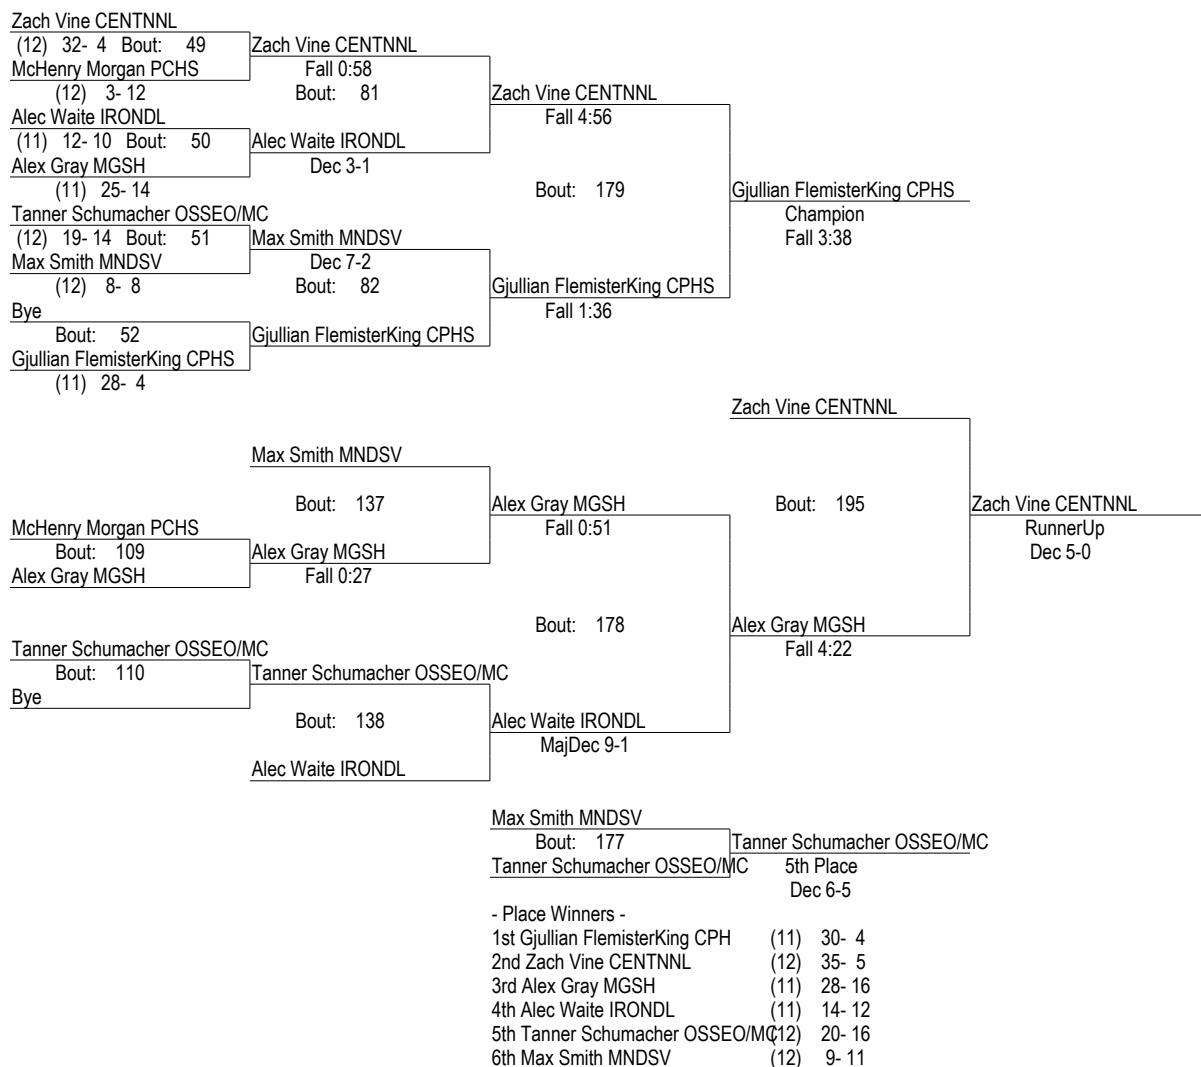 Zach Vine CENTNNL
(12) 32- 4 Bout: 49
Zach Vine CENTNNL
McHenry Morgan PCHS
Fall 0:58
(12) 3- 12
Bout: 81
Zach Vine CENTNNL
Alec Waite IRONDL
Fall 4:56
(11) 12- 10 Bout: 50
Alec Waite IRONDL
Alex Gray MGSH
Dec 3-1
(11) 25- 14
Bout: 179
Gjullian FlemisterKing CPHS
Tanner Schumacher OSSEO/MC
Champion
(12) 19- 14 Bout: 51
Max Smith MNDSV
Fall 3:38
Max Smith MNDSV
Dec 7-2
(12) 8- 8
Bout: 82
Gjullian FlemisterKing CPHS
Bye
Fall 1:36
Bout: 52
Gjullian FlemisterKing CPHS
Gjullian FlemisterKing CPHS
(11) 28- 4
Zach Vine CENTNNL
Max Smith MNDSV
Bout: 137
Alex Gray MGSH
Bout: 195
Zach Vine CENTNNL
McHenry Morgan PCHS
Fall 0:51
RunnerUp
Bout: 109
Alex Gray MGSH
Dec 5-0
Alex Gray MGSH
Fall 0:27
Bout: 178
Alex Gray MGSH
Tanner Schumacher OSSEO/MC
Fall 4:22
Bout: 110
Tanner Schumacher OSSEO/MC
Bye
Bout: 138
Alec Waite IRONDL
MajDec 9-1
Alec Waite IRONDL
Max Smith MNDSV
Bout: 177
Tanner Schumacher OSSEO/MC
Tanner Schumacher OSSEO/MC
5th Place
Dec 6-5
- Place Winners -
1st Gjullian FlemisterKing CPH (11) 30- 4
2nd Zach Vine CENTNNL (12) 35- 5
3rd Alex Gray MGSH (11) 28- 16
4th Alec Waite IRONDL (11) 14- 12
5th Tanner Schumacher OSSEO/MC (12) 20- 16
6th Max Smith MNDSV (12) 9- 11